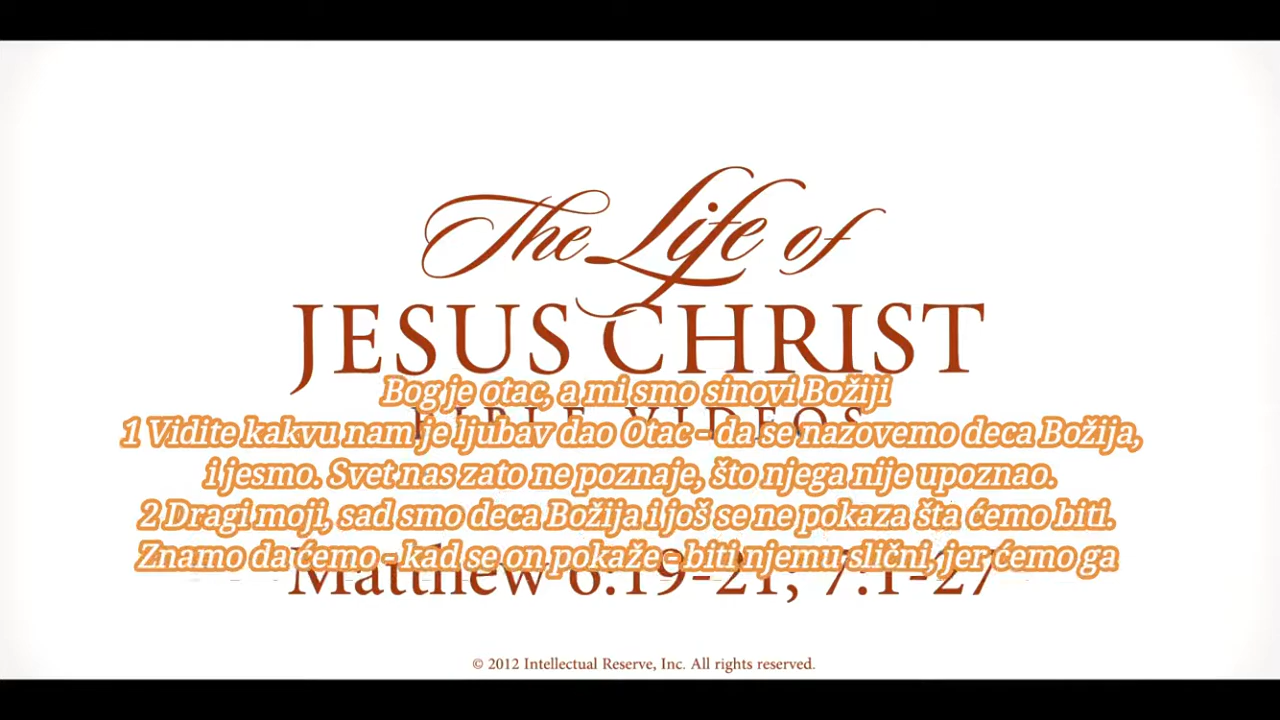 The Life of
JESUS CHRIST
Bog je otac, a mi smo sinovi Božiji
BIBLE VIDEOS
1 Vidite kakvu nam je ljubav dao Otac - da se nazovemo deca Božija,
i jesmo. Svet nas zato ne poznaje, što njega nije upoznao.
2 Dragi moji, sad smo deca Božija i još se ne pokaza šta ćemo biti.
Znamo da ćemo - kad se on pokaže - biti njemu slični, jer ćemo ga
Matthew 6:19-21; 7:1-27
© 2012 Intellectual Reserve, Inc. All rights reserved.